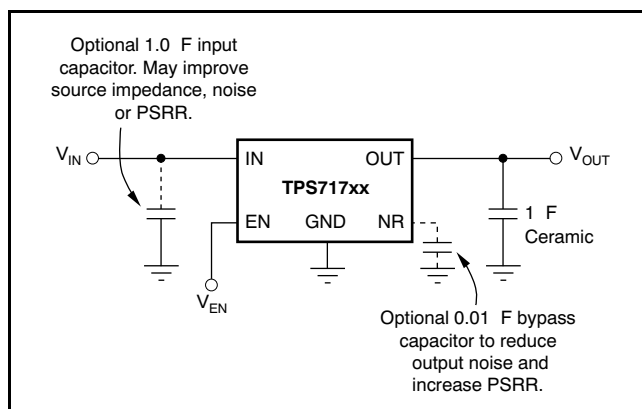 Optional 1.0 F input
capacitor. May improve
source impedance, noise
or PSRR.
VIN
IN
OUT
VOUT
TPS717xx
EN
GND
NR
1 F
Ceramic
VEN
Optional 0.01 F bypass
capacitor to reduce
output noise and
increase PSRR.